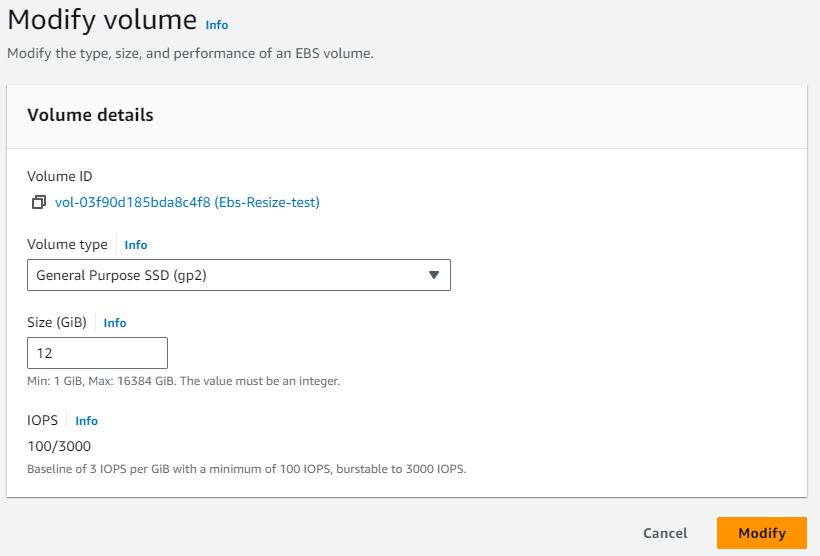 Modify volume Info
Modify the type, size, and performance of an EBS volume.
Volume details
Volume ID
vol-03f90d185bda8c4f8 (Ebs-Resize-test)
Volume type Info
General Purpose SSD (gp2)
Size (GiB) Info
12
Min: 1 GiB, Max: 16384 GiB. The value must be an integer.
IOPS Info
100/3000
Baseline of 3 IOPS per GiB with a minimum of 100 IOPS, burstable to 3000 IOPS.
Cancel Modify